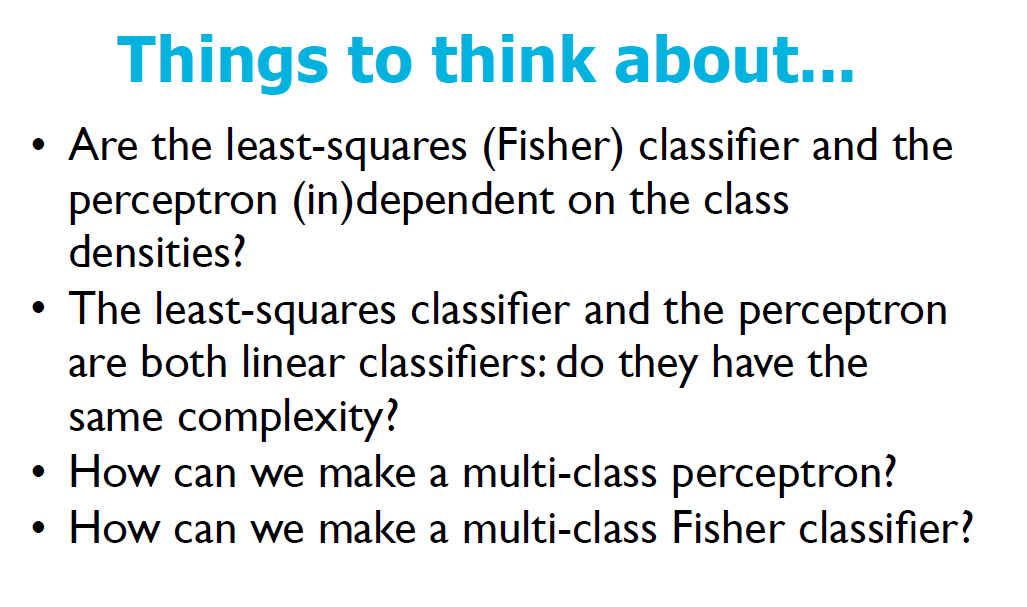 Things to think about...
• Are the least-squares (Fisher) classifier and the
perceptron (in)dependent on the class
densities?
• The least-squares classifier and the perceptron
are both linear classifiers: do they have the
same complexity?
• How can we make a multi-class perceptron?
• How can we make a multi-class Fisher classifier?